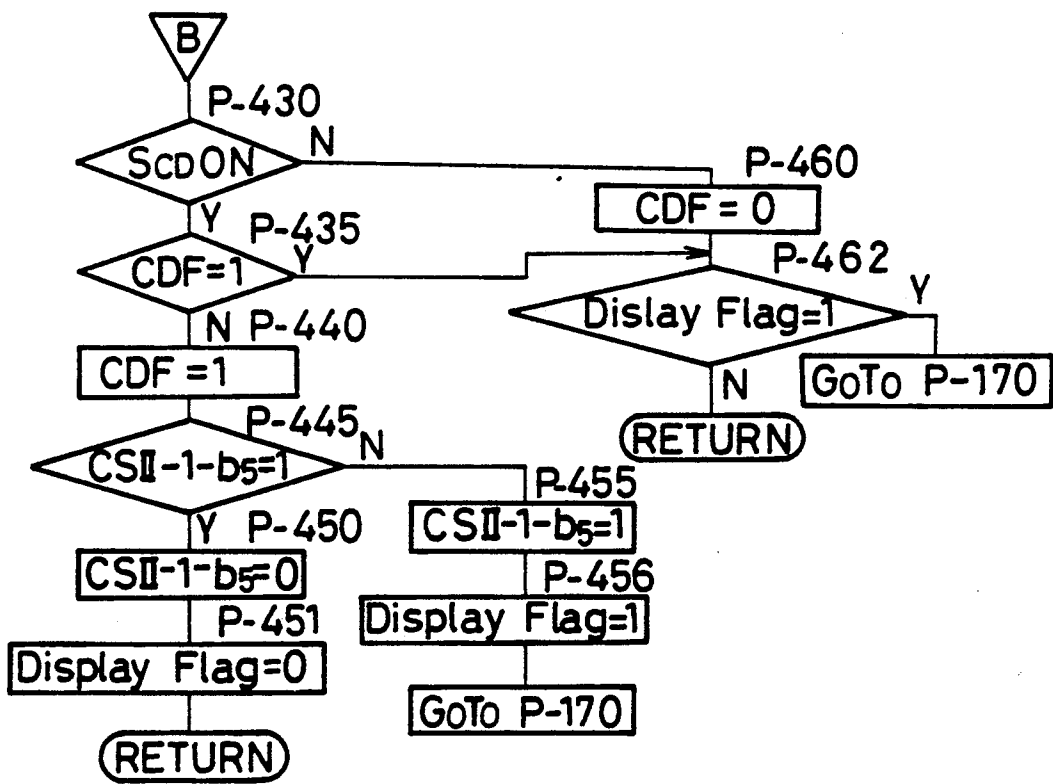 B
P-430
SCD ON
N
Y
P-435
CDF=1
Y
N
P-440
CDF =1
P-445
CSII-1-b5=1
N
Y
P-450
CSII-1-b5=0
P-451
Display Flag=0
RETURN
P-455
CSII-1-b5=1
P-456
Display Flag=1
GoTo P-170
P-460
CDF = 0
P-462
Dislay Flag=1
Y
N
GoTo P-170
RETURN